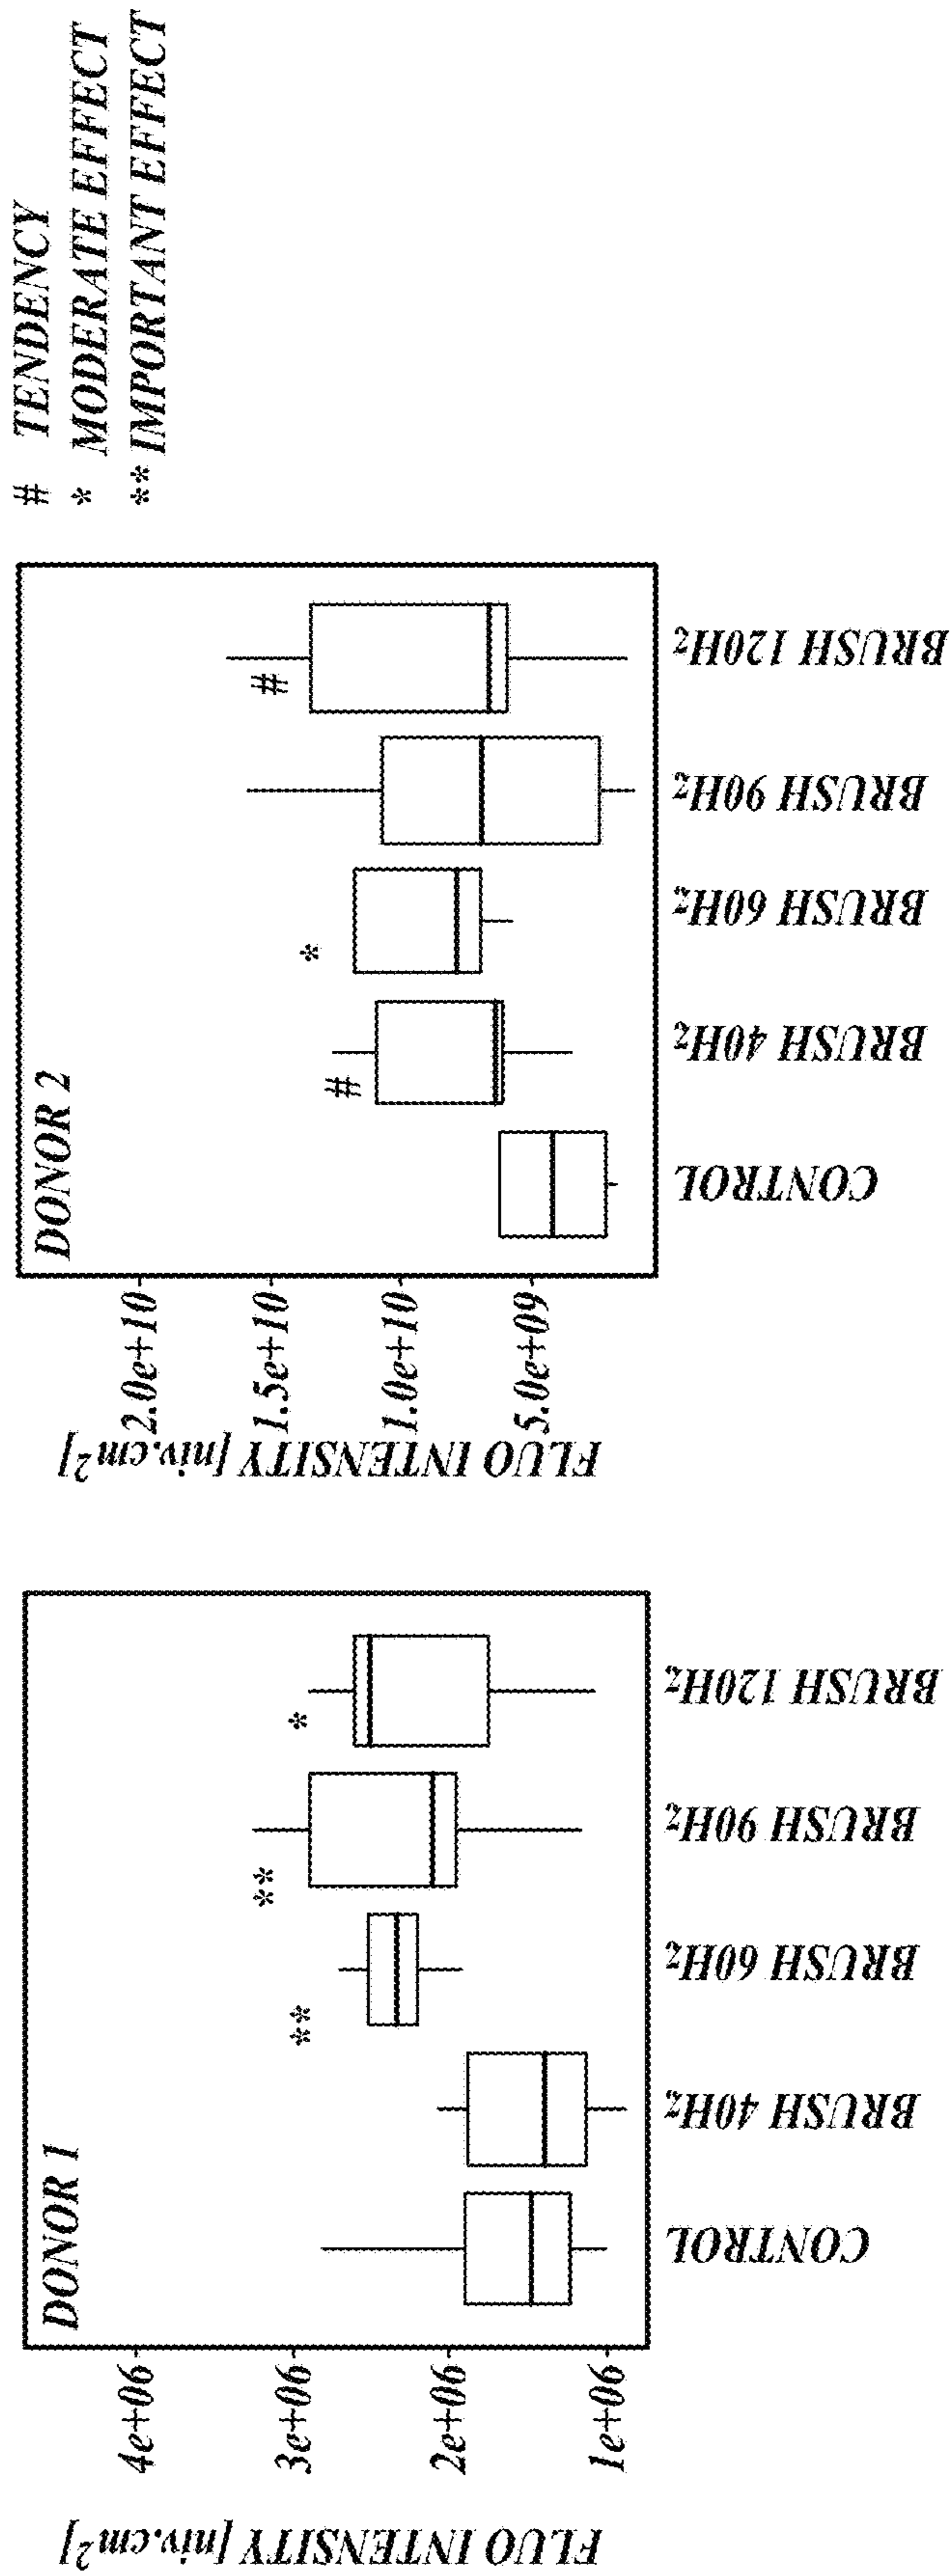 DONOR 1
FLUO INTENSITY [niv.cm²]
4e+06
3e+06
2e+06
1e+06
**
**
*
CONTROL
BRUSH 40Hz
BRUSH 60Hz
BRUSH 90Hz
BRUSH 120Hz
DONOR 2
FLUO INTENSITY [niv.cm²]
2.0e+10
1.5e+10
1.0e+10
5.0e+09
#
*
#
CONTROL
BRUSH 40Hz
BRUSH 60Hz
BRUSH 90Hz
BRUSH 120Hz
# TENDENCY
* MODERATE EFFECT
** IMPORTANT EFFECT